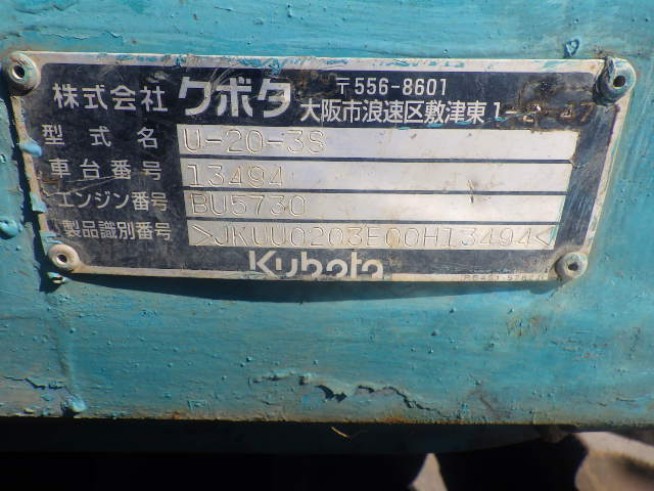 株式会社 クボタ 〒556-8601
大阪市浪速区敷津東1-2-47
型式名 U-20-3S
車台番号 13494
エンジン番号 BU5730
製品識別番号 >JKUU0203E00H13494<
Kubota